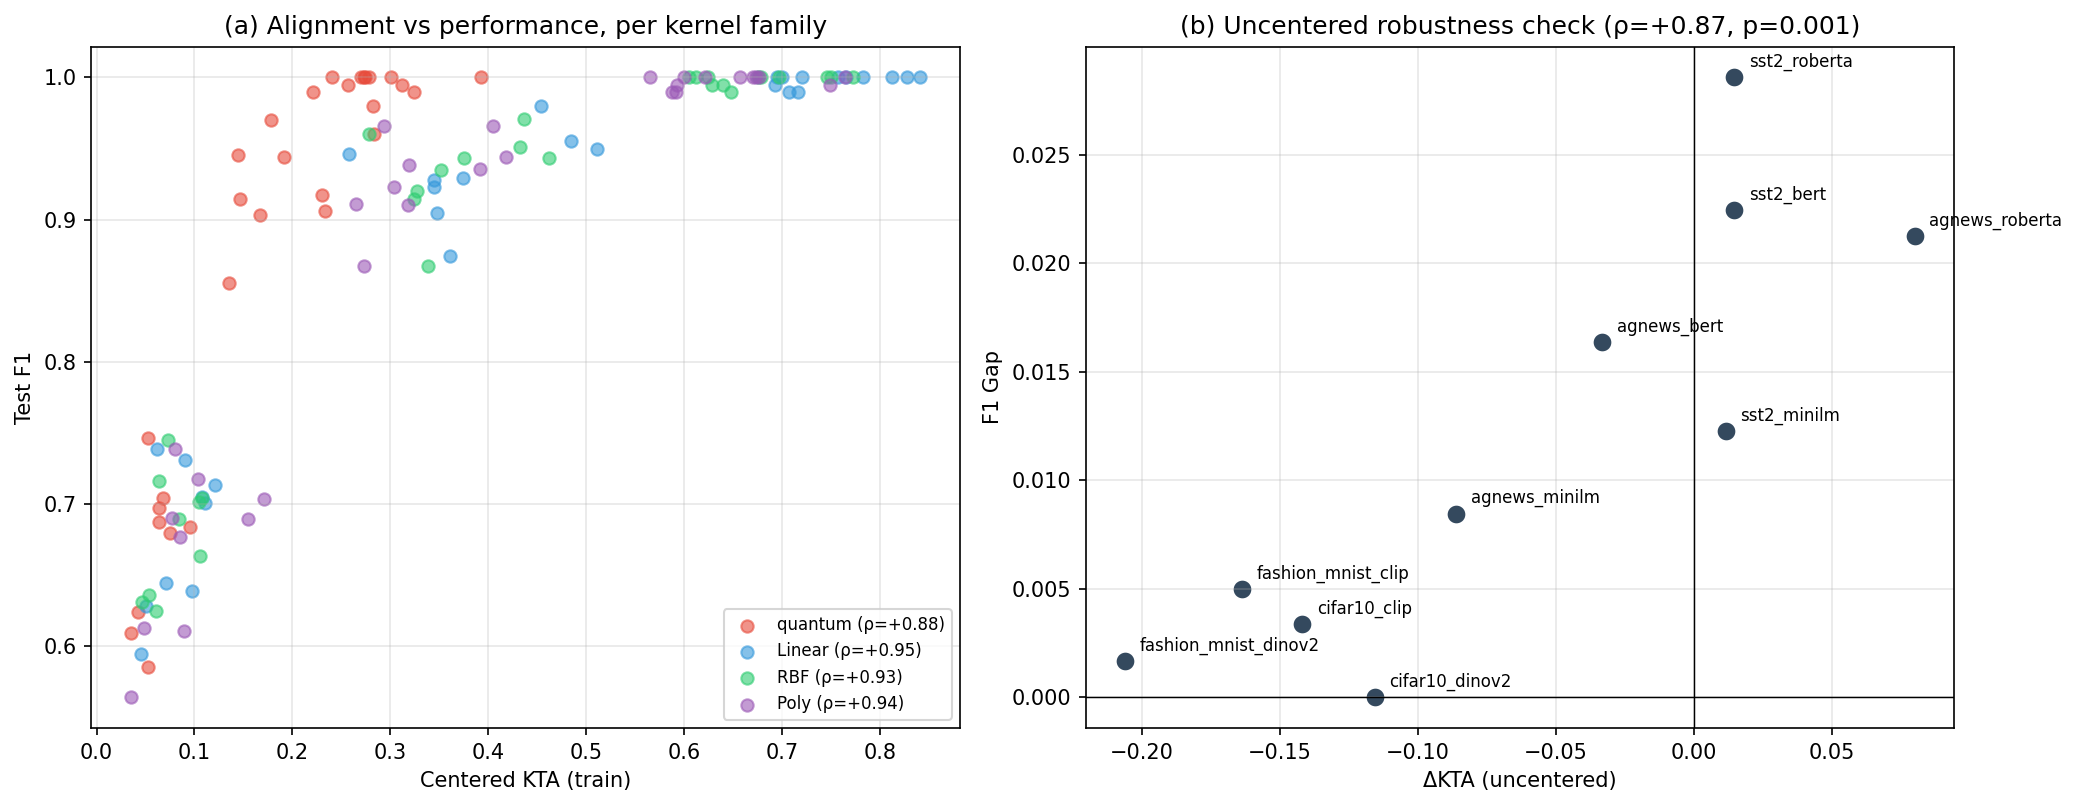 (a) Alignment vs performance, per kernel family
Test F1
1.0
0.9
0.8
0.7
0.6
0.0 0.1 0.2 0.3 0.4 0.5 0.6 0.7 0.8
Centered KTA (train)
quantum (ρ=+0.88)
Linear (ρ=+0.95)
RBF (ρ=+0.93)
Poly (ρ=+0.94)
(b) Uncentered robustness check (ρ=+0.87, p=0.001)
F1 Gap
0.025
0.020
0.015
0.010
0.005
0.000
−0.20 −0.15 −0.10 −0.05 0.00 0.05
ΔKTA (uncentered)
sst2_roberta
sst2_bert
agnews_roberta
agnews_bert
sst2_minilm
agnews_minilm
fashion_mnist_clip
cifar10_clip
fashion_mnist_dinov2
cifar10_dinov2